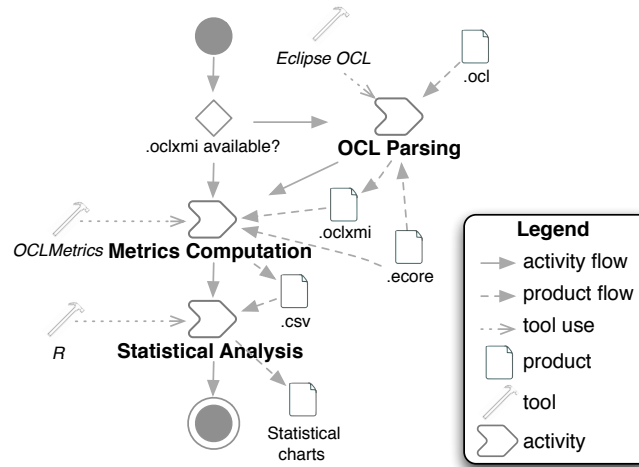 Eclipse OCL
.ocl
.oclxmi available?
OCL Parsing
.oclxmi
OCLMetrics
Metrics Computation
.ecore
.csv
R
Statistical Analysis
Statistical
charts
Legend
activity flow
product flow
tool use
product
tool
activity